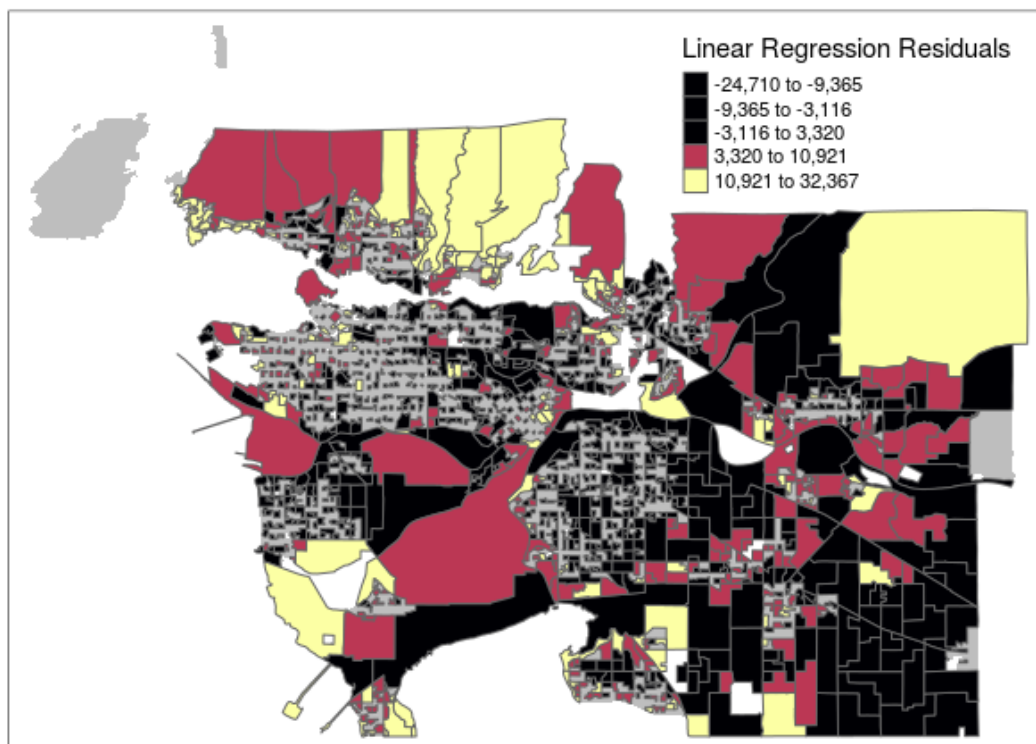 Linear Regression Residuals
-24,710 to -9,365
-9,365 to -3,116
-3,116 to 3,320
3,320 to 10,921
10,921 to 32,367